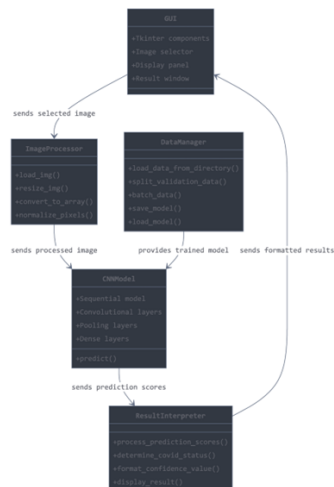 GUI
+Tkinter components
+Image selector
+Display panel
+Result window
sends selected image
ImageProcessor
+load_img()
+resize_img()
+convert_to_array()
+normalize_pixels()
DataManager
+load_data_from_directory()
+split_validation_data()
+batch_data()
+save_model()
+load_model()
sends processed image
provides trained model
sends formatted results
CNNModel
+Sequential model
+Convolutional layers
+Pooling layers
+Dense layers
+predict()
sends prediction scores
ResultInterpreter
+process_prediction_scores()
+determine_covid_status()
+format_confidence_value()
+display_result()